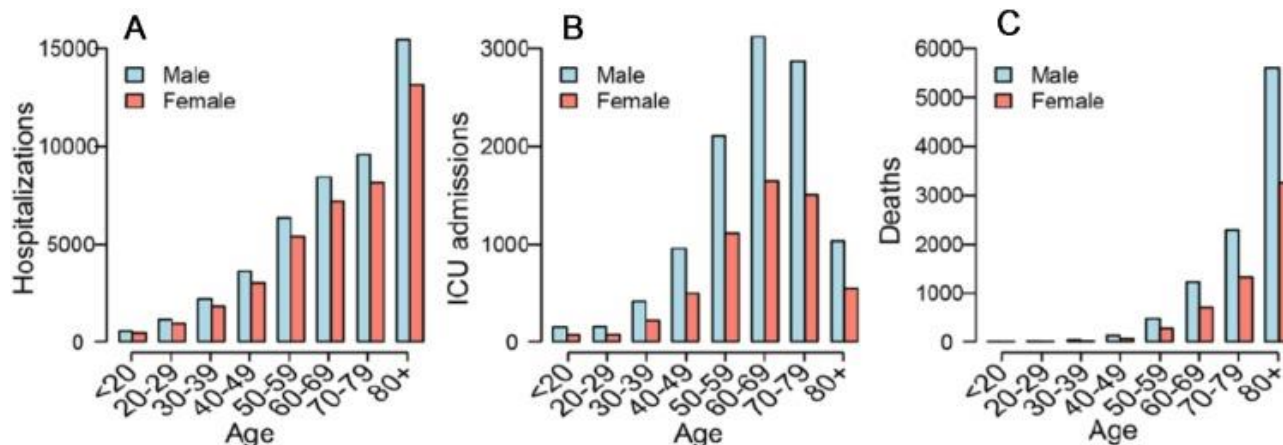 A
Hospitalizations
15000
10000
5000
0
Male
Female
<20
20-29
30-39
40-49
50-59
60-69
70-79
80+
Age
B
ICU admissions
3000
2000
1000
0
Male
Female
<20
20-29
30-39
40-49
50-59
60-69
70-79
80+
Age
C
Deaths
6000
5000
4000
3000
2000
1000
0
Male
Female
<20
20-29
30-39
40-49
50-59
60-69
70-79
80+
Age